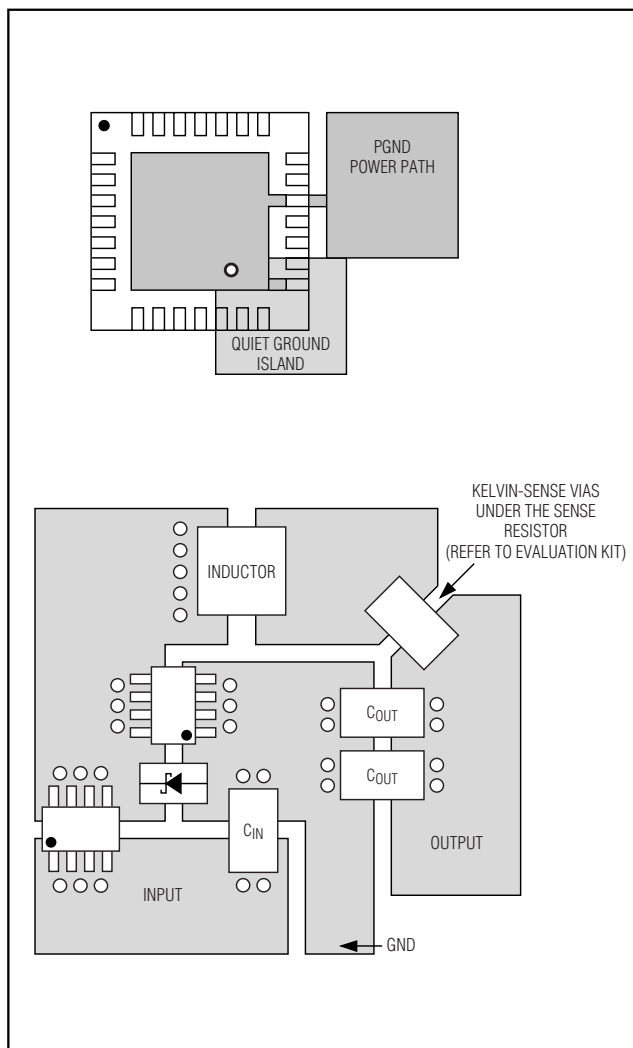 PGND
POWER PATH
QUIET GROUND
ISLAND
KELVIN-SENSE VIAS
UNDER THE SENSE
RESISTOR
(REFER TO EVALUATION KIT)
INDUCTOR
COUT
COUT
CIN
OUTPUT
INPUT
GND